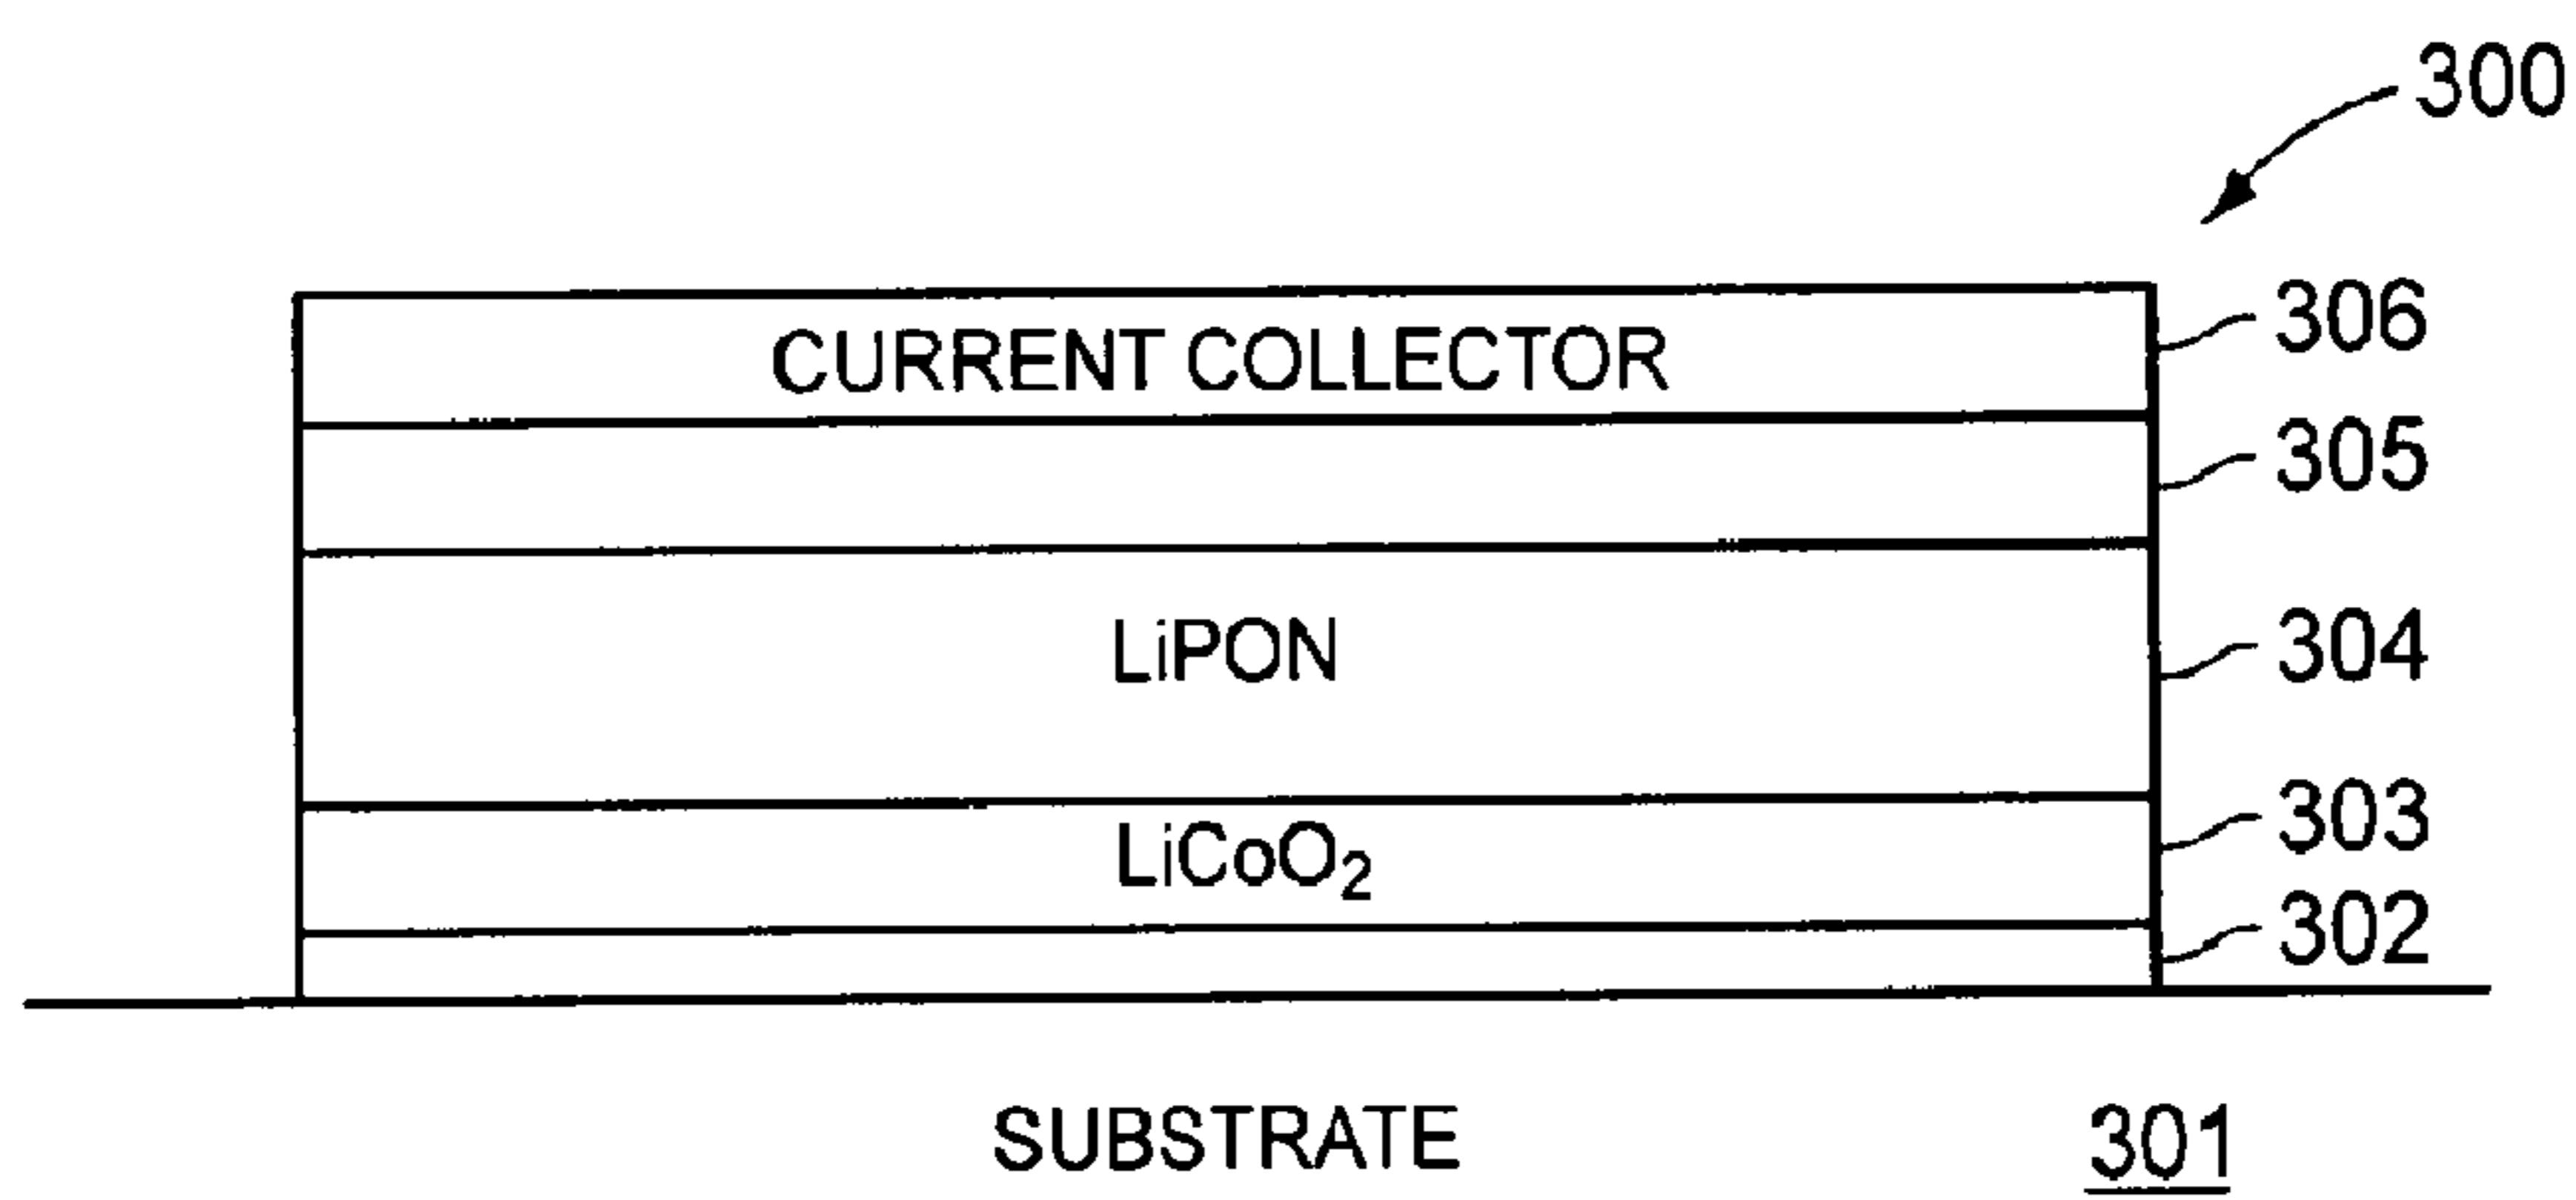 300
CURRENT COLLECTOR 306
305
LiPON 304
LiCoO₂ 303
302
SUBSTRATE 301